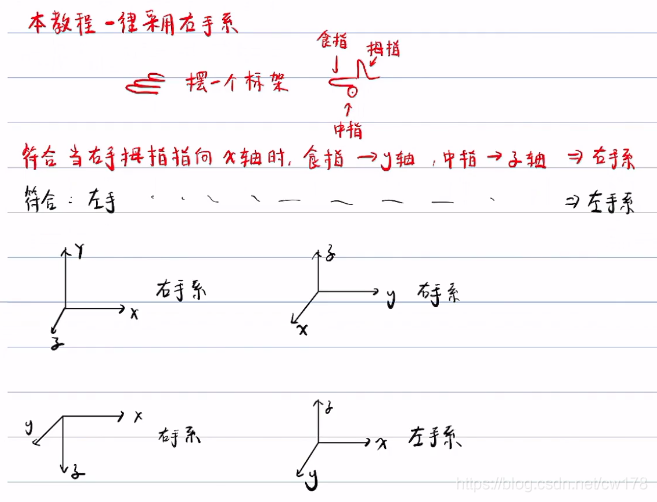 本教程一律采用右手系
食指 拇指
摆一个标架
中指
符合当右手拇指指向x轴时，食指→y轴，中指→z轴 ⇒ 右手系
符合：左手 ⇒ 左手系
Y
x
z
右手系
z
y
x
右手系
y
x
z
右手系
z
x
y
左手系
https://blog.csdn.net/cw178